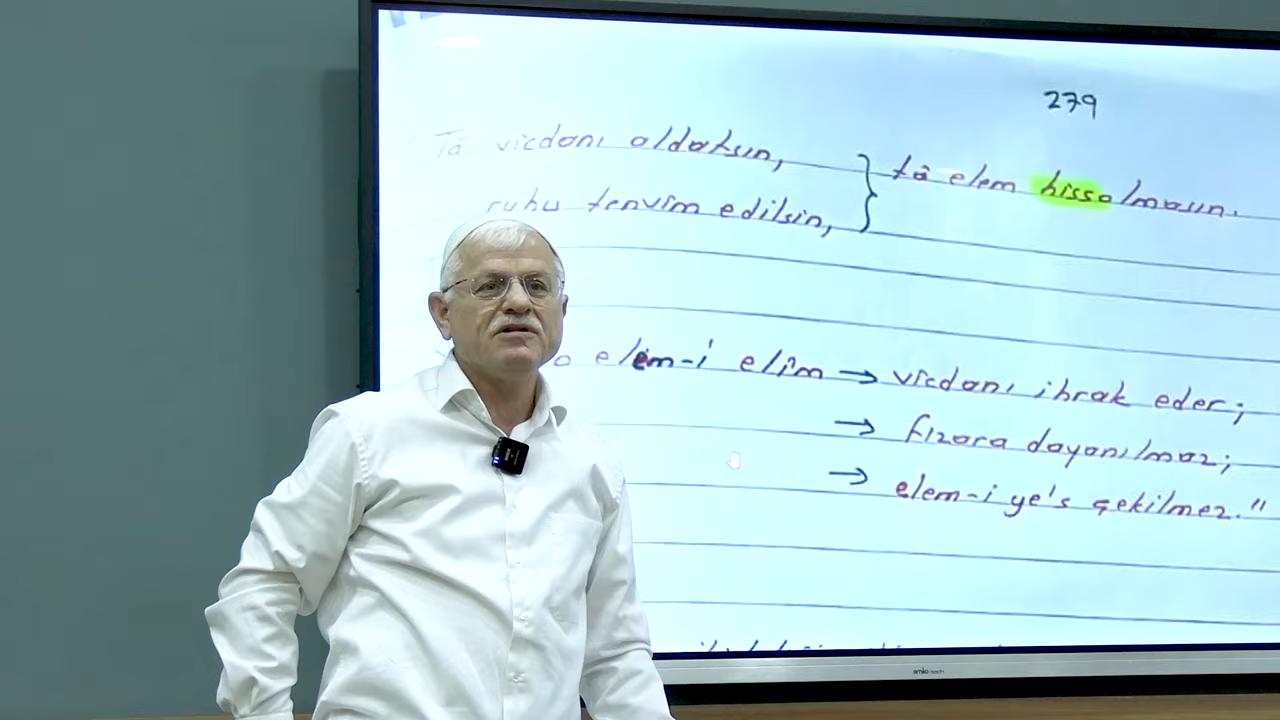 279
Tâ vicdanı aldatsın,
ruhu tenvim edilsin,
} tâ elem hissolmasın.
elem-i elîm → vicdanı ihrak eder;
→ fizara dayanılmaz;
→ elem-i ye's çekilmez."